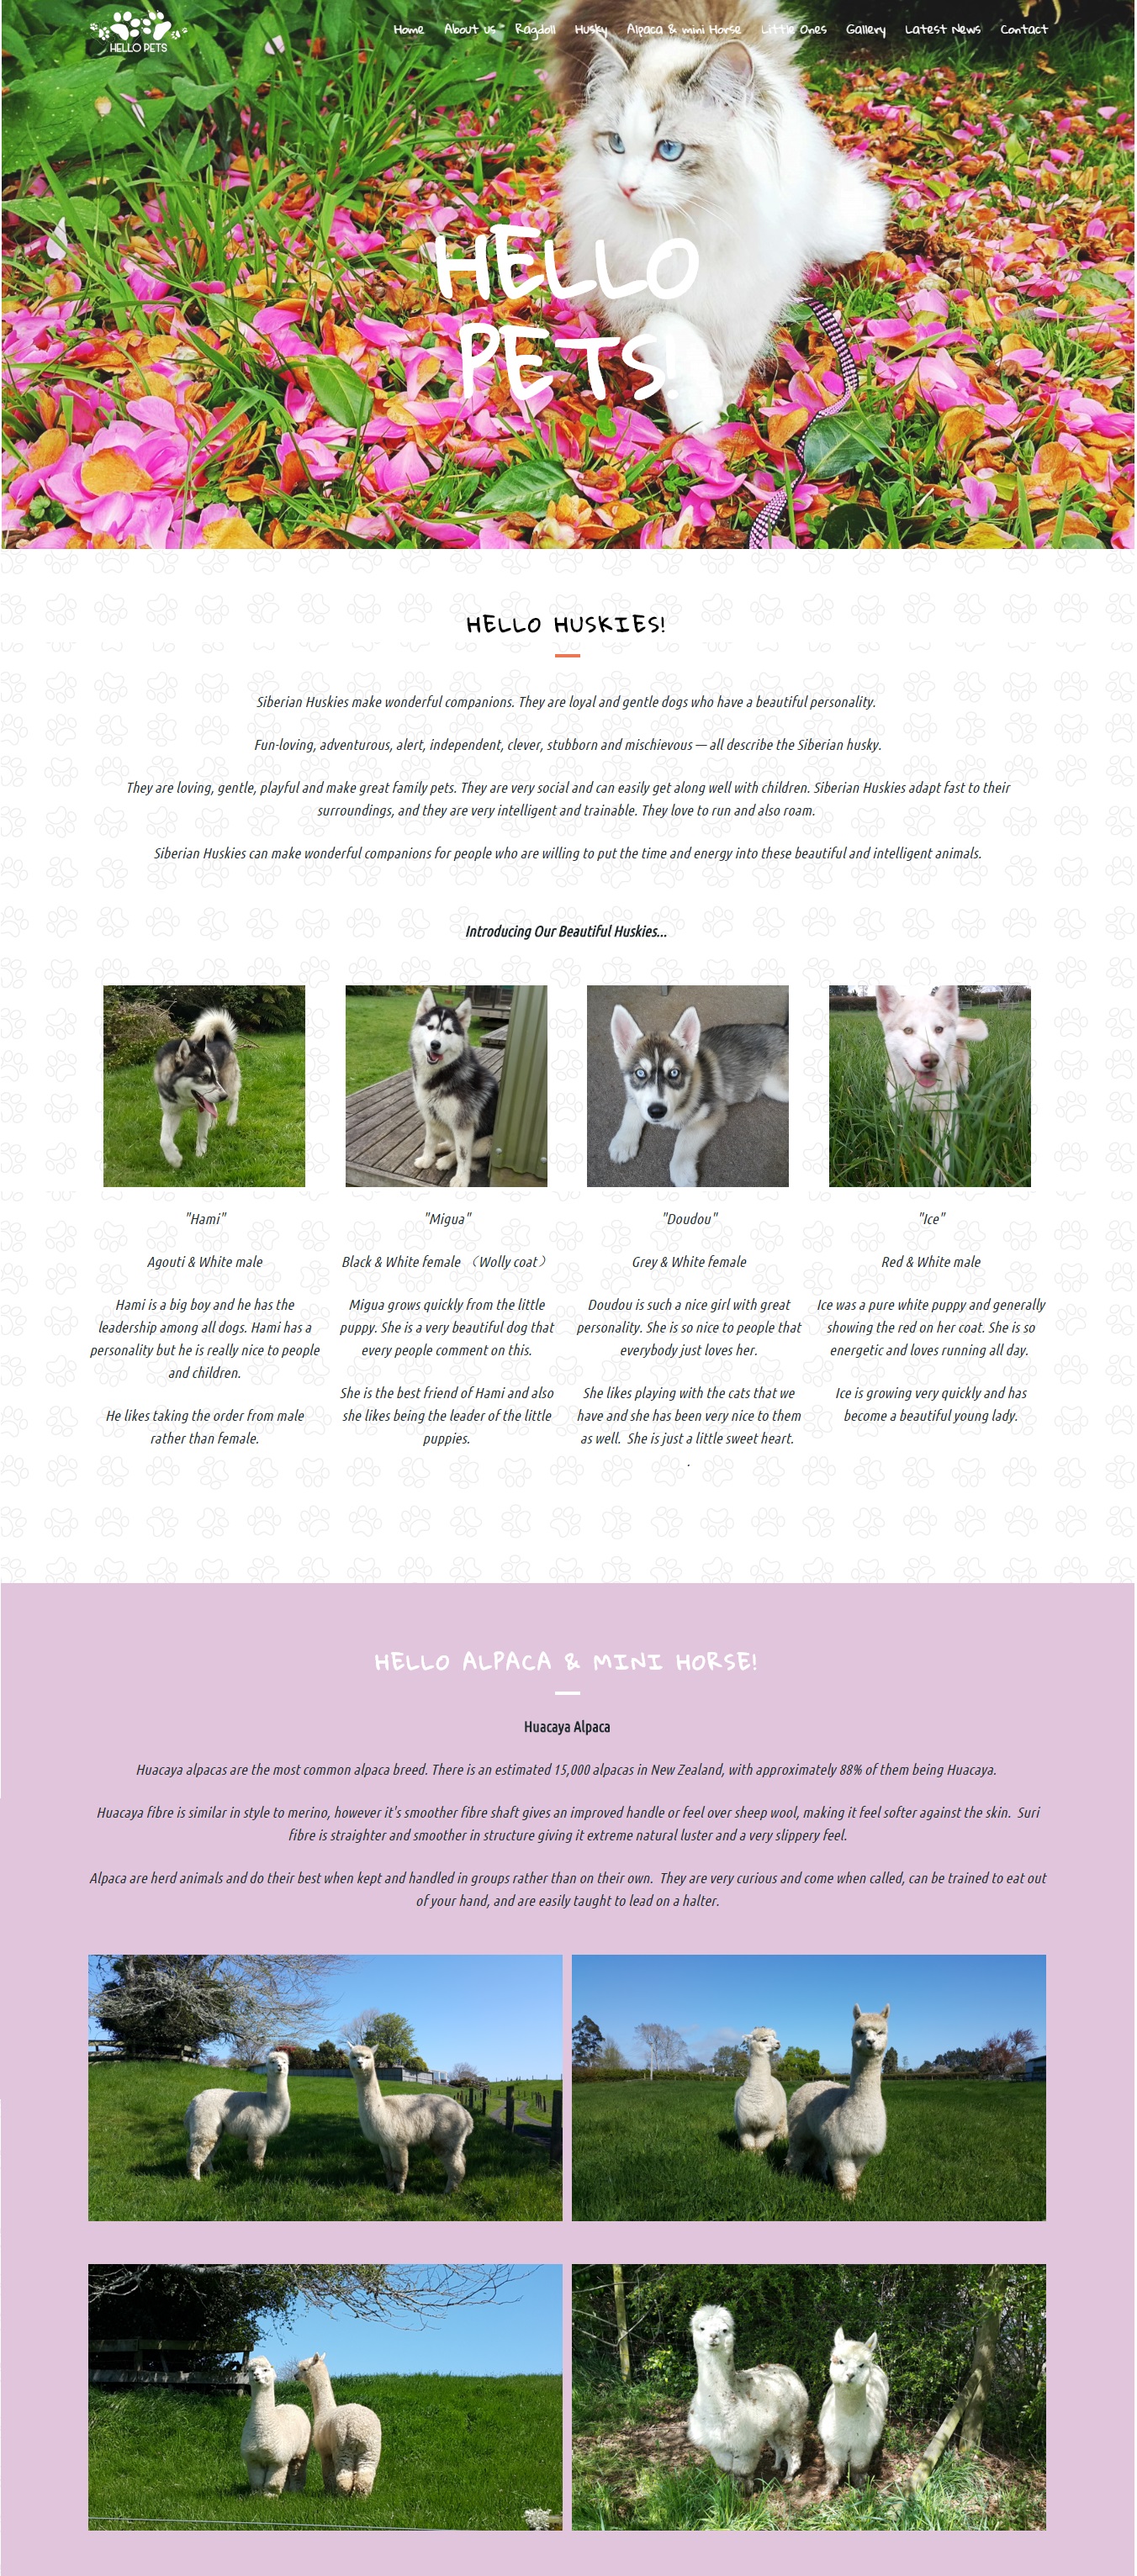 HELLO PETS
Home About us Ragdoll Husky Alpaca & mini Horse Little Ones Gallery Latest News Contact
HELLO
PETS!
HELLO HUSKIES!
Siberian Huskies make wonderful companions. They are loyal and gentle dogs who have a beautiful personality.
Fun-loving, adventurous, alert, independent, clever, stubborn and mischievous — all describe the Siberian husky.
They are loving, gentle, playful and make great family pets. They are very social and can easily get along well with children. Siberian Huskies adapt fast to their
surroundings, and they are very intelligent and trainable. They love to run and also roam.
Siberian Huskies can make wonderful companions for people who are willing to put the time and energy into these beautiful and intelligent animals.
Introducing Our Beautiful Huskies...
"Hami"
Agouti & White male
Hami is a big boy and he has the
leadership among all dogs. Hami has a
personality but he is really nice to people
and children.
He likes taking the order from male
rather than female.
"Migua"
Black & White female （Wolly coat）
Migua grows quickly from the little
puppy. She is a very beautiful dog that
every people comment on this.
She is the best friend of Hami and also
she likes being the leader of the little
puppies.
"Doudou"
Grey & White female
Doudou is such a nice girl with great
personality. She is so nice to people that
everybody just loves her.
She likes playing with the cats that we
have and she has been very nice to them
as well.  She is just a little sweet heart.
.
"Ice"
Red & White male
Ice was a pure white puppy and generally
showing the red on her coat. She is so
energetic and loves running all day.
Ice is growing very quickly and has
become a beautiful young lady.
HELLO ALPACA & MINI HORSE!
Huacaya Alpaca
Huacaya alpacas are the most common alpaca breed. There is an estimated 15,000 alpacas in New Zealand, with approximately 88% of them being Huacaya.
Huacaya fibre is similar in style to merino, however it's smoother fibre shaft gives an improved handle or feel over sheep wool, making it feel softer against the skin.  Suri
fibre is straighter and smoother in structure giving it extreme natural luster and a very slippery feel.
Alpaca are herd animals and do their best when kept and handled in groups rather than on their own.  They are very curious and come when called, can be trained to eat out
of your hand, and are easily taught to lead on a halter.